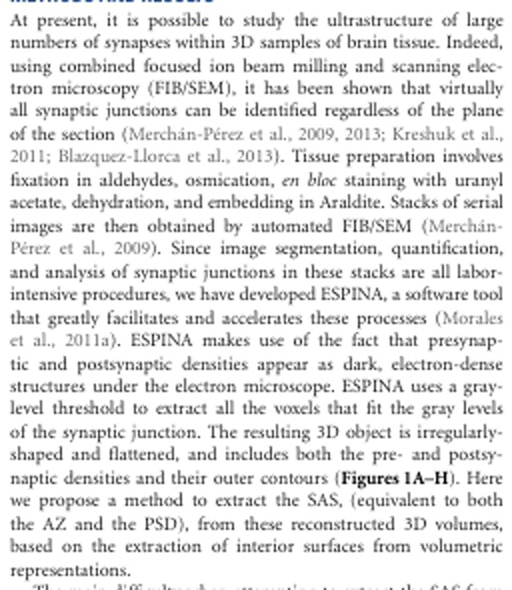 At present, it is possible to study the ultrastructure of large
numbers of synapses within 3D samples of brain tissue. Indeed,
using combined focused ion beam milling and scanning elec-
tron microscopy (FIB/SEM), it has been shown that virtually
all synaptic junctions can be identified regardless of the plane
of the section (Merchán-Pérez et al., 2009, 2013; Kreshuk et al.,
2011; Blazquez-Llorca et al., 2013). Tissue preparation involves
fixation in aldehydes, osmication, en bloc staining with uranyl
acetate, dehydration, and embedding in Araldite. Stacks of serial
images are then obtained by automated FIB/SEM (Merchán-
Pérez et al., 2009). Since image segmentation, quantification,
and analysis of synaptic junctions in these stacks are all labor-
intensive procedures, we have developed ESPINA, a software tool
that greatly facilitates and accelerates these processes (Morales
et al., 2011a). ESPINA makes use of the fact that presynap-
tic and postsynaptic densities appear as dark, electron-dense
structures under the electron microscope. ESPINA uses a gray-
level threshold to extract all the voxels that fit the gray levels
of the synaptic junction. The resulting 3D object is irregularly-
shaped and flattened, and includes both the pre- and postsy-
naptic densities and their outer contours (Figures 1A–H). Here
we propose a method to extract the SAS, (equivalent to both
the AZ and the PSD), from these reconstructed 3D volumes,
based on the extraction of interior surfaces from volumetric
representations.